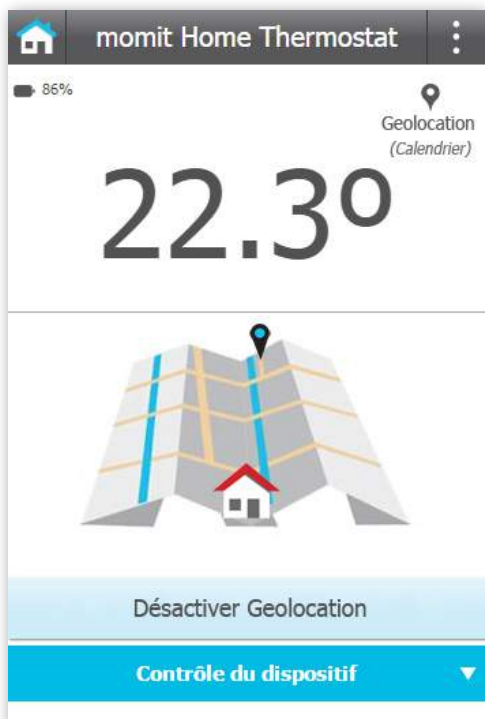 momit Home Thermostat
86%
Geolocation
(Calendrier)
22.3º
Désactiver Geolocation
Contrôle du dispositif